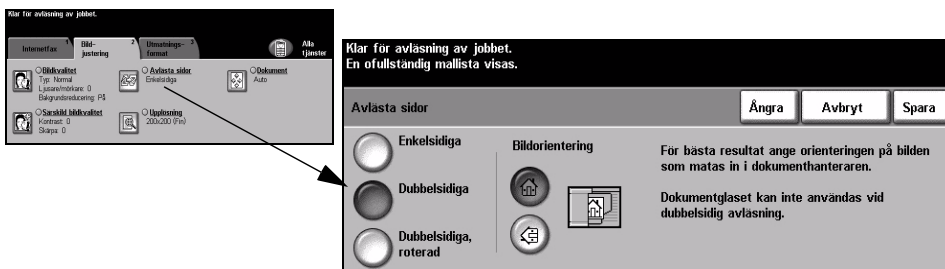 Klar för avläsning av jobbet.
Internetfax 1
Bild- 2
justering
Utmatnings- 3
format
Alla
tjänster
Bildkvalitet
Typ: Normal
Ljusare/mörkare: 0
Bakgrundsreducering: På
Avlästa sidor
Enkelsidiga
Dokument
Auto
Särskild bildkvalitet
Kontrast: 0
Skärpa: 0
Upplösning
200x200 (Fin)
Klar för avläsning av jobbet.
En ofullständig mallista visas.
Avlästa sidor
Ångra
Avbryt
Spara
Enkelsidiga
Dubbelsidiga
Dubbelsidiga,
roterad
Bildorientering
För bästa resultat ange orienteringen på bilden
som matas in i dokumenthanteraren.
Dokumentglaset kan inte användas vid
dubbelsidig avläsning.